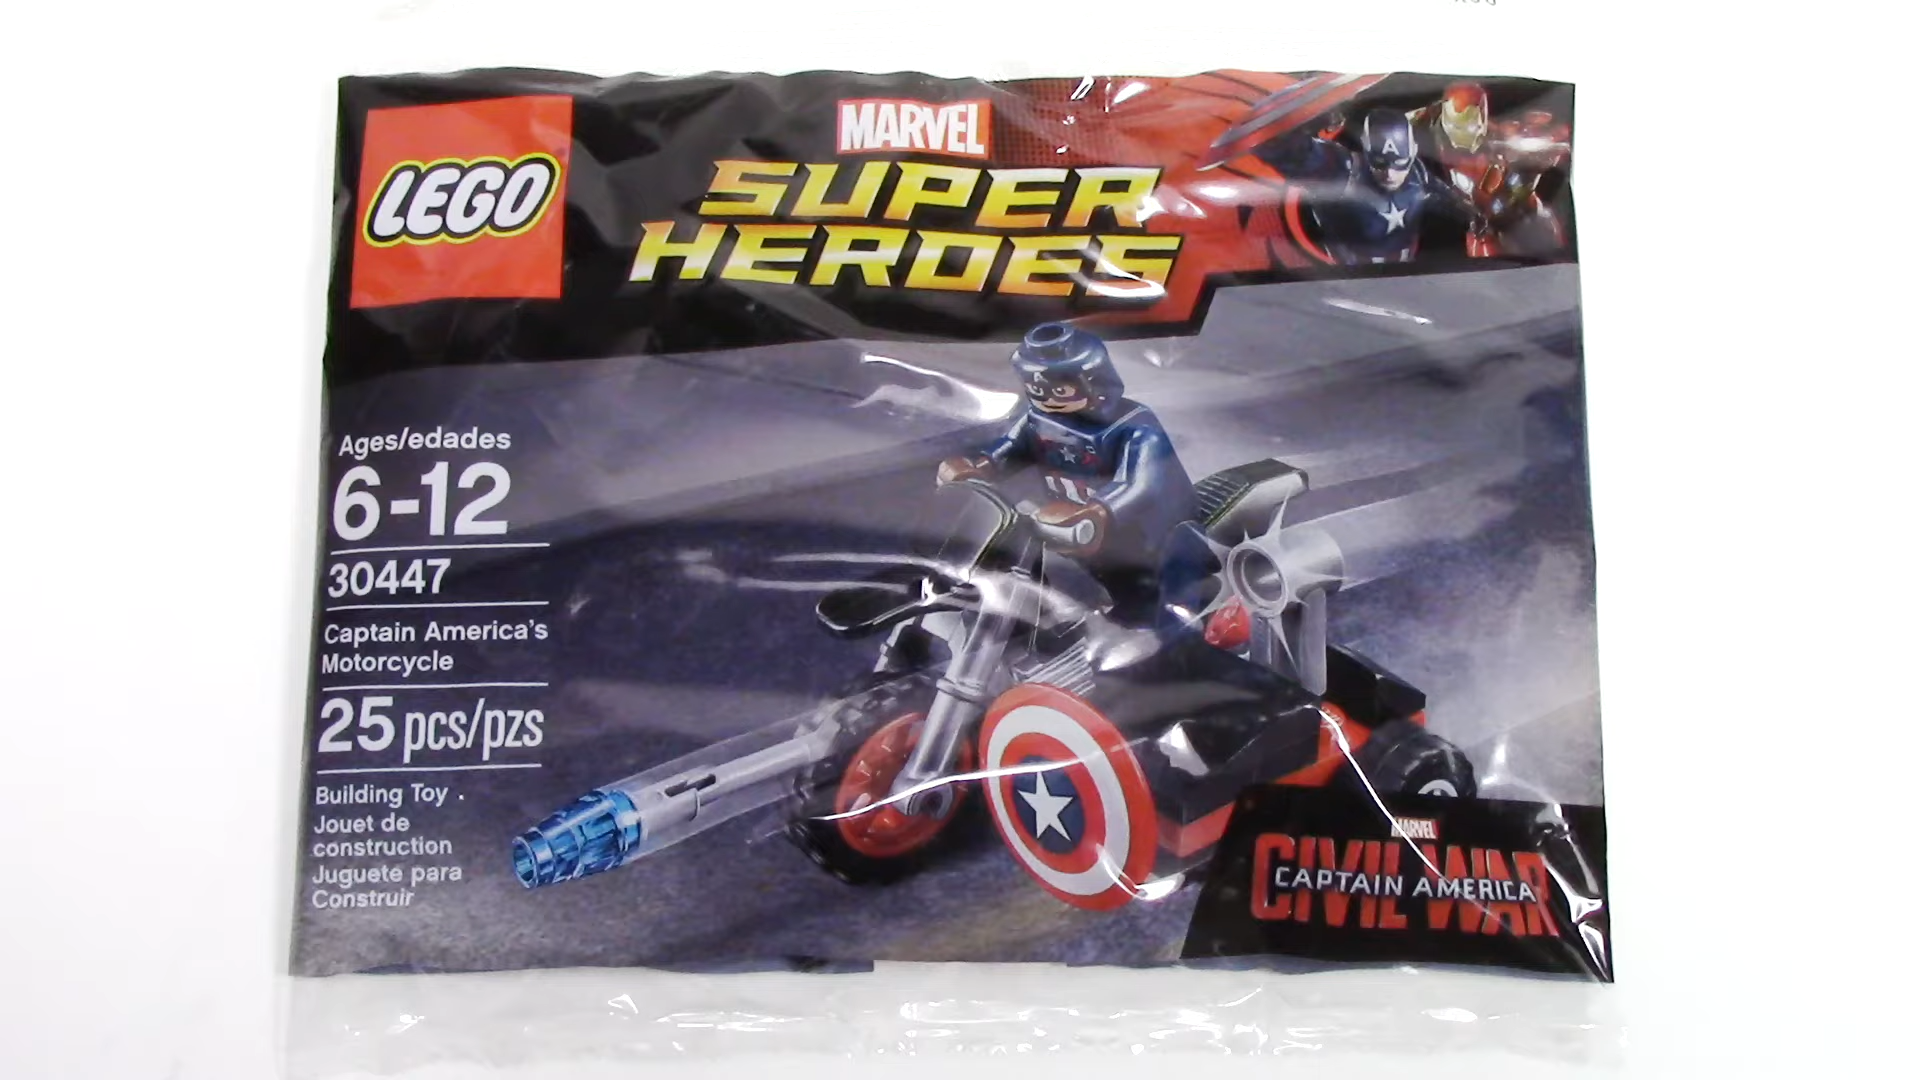 LEGO
MARVEL
SUPER
HEROES
A
Ages/edades
6-12
30447
Captain America's
Motorcycle
25 pcs/pzs
Building Toy
Jouet de
construction
Juguete para
Construir
A
MARVEL
CIVIL WAR
CAPTAIN AMERICA